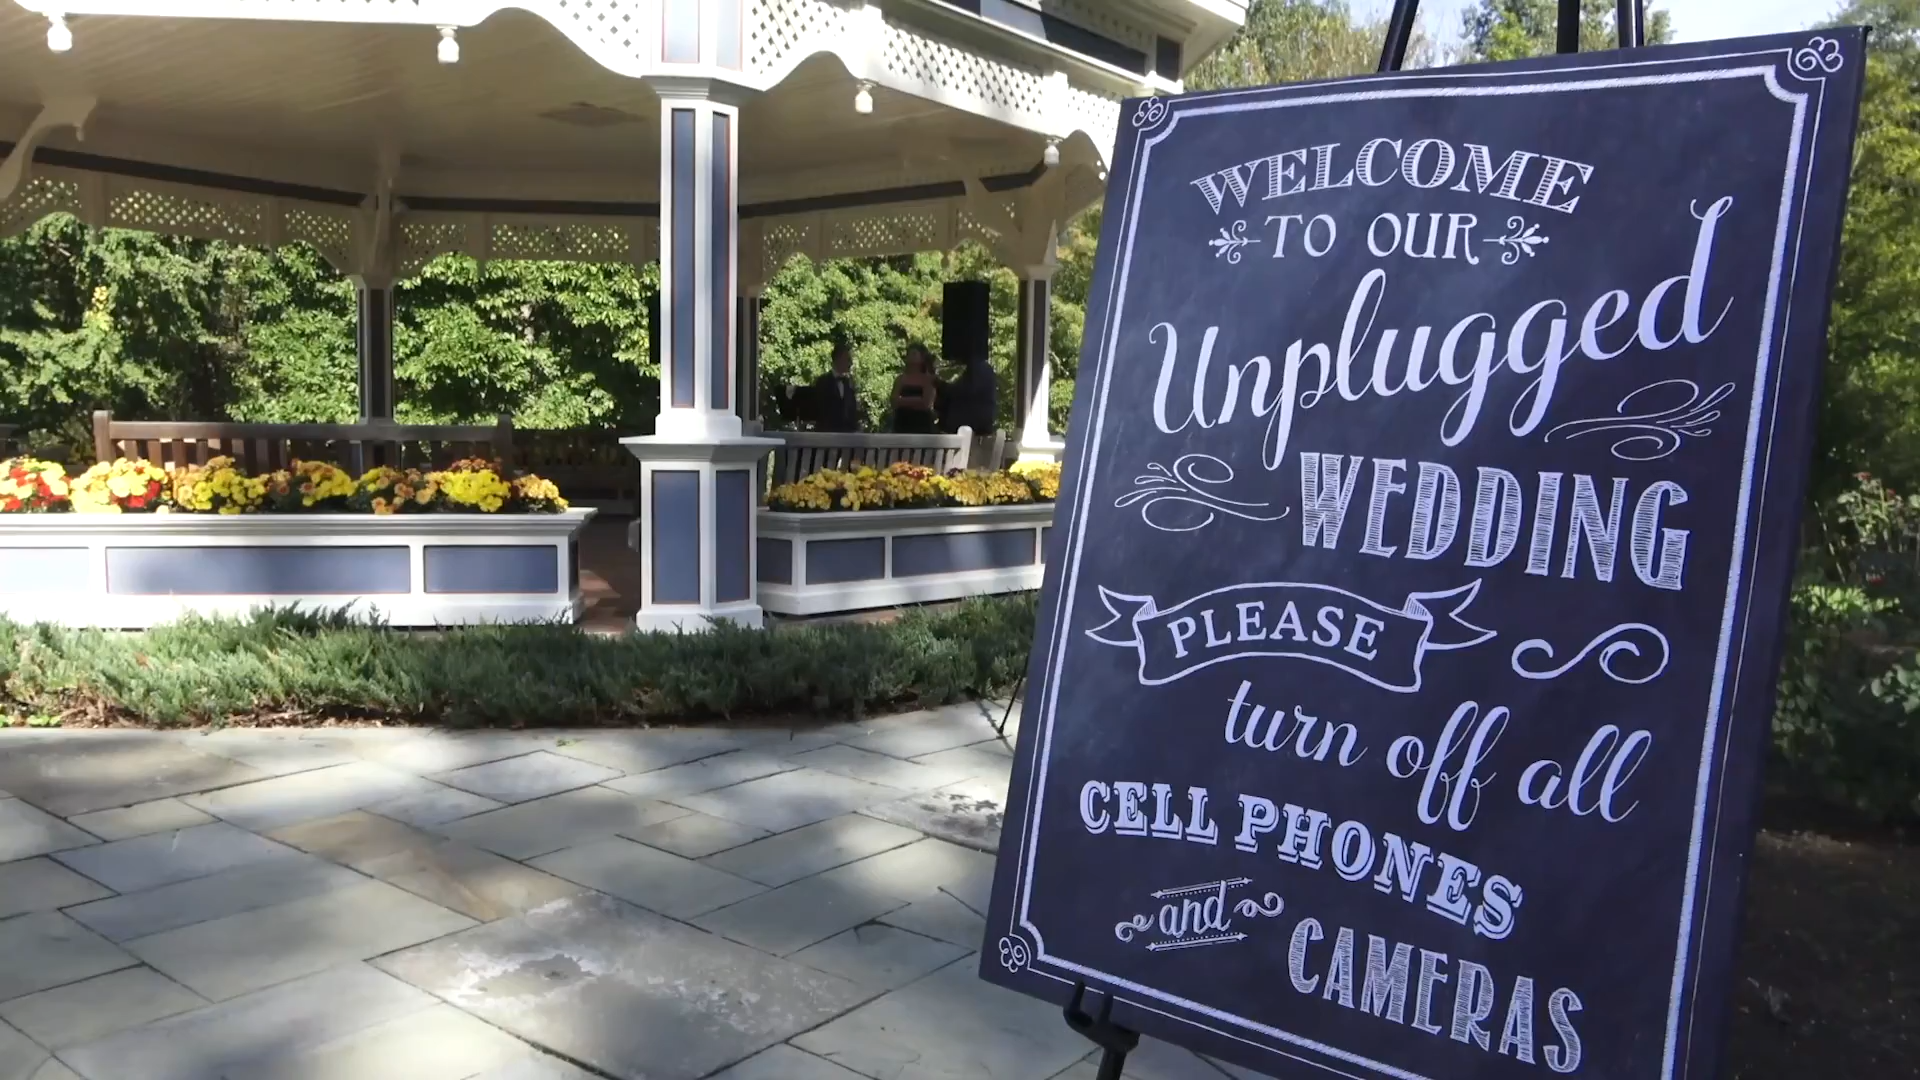 WELCOME
TO OUR
Unplugged
WEDDING
PLEASE
turn off all
CELL PHONES
and
CAMERAS